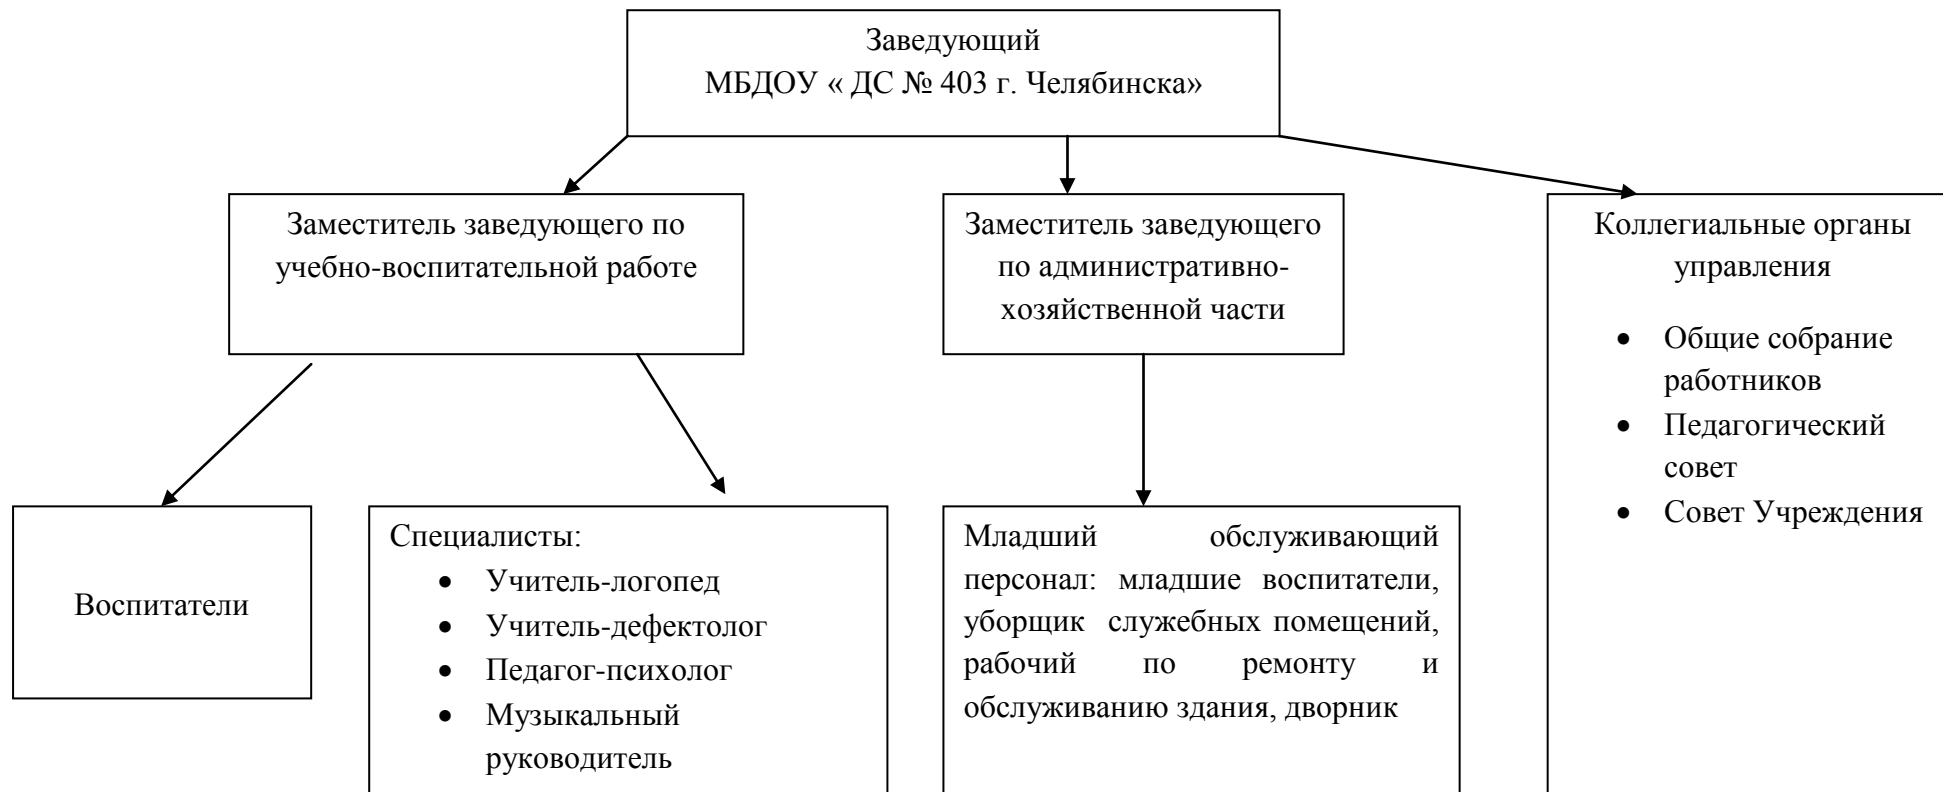 Заведующий
МБДОУ « ДС № 403 г. Челябинска»
Заместитель заведующего по
учебно-воспитательной работе
Заместитель заведующего
по административно-
хозяйственной части
Коллегиальные органы
управления
• Общие собрание
работников
• Педагогический
совет
• Совет Учреждения
Воспитатели
Специалисты:
• Учитель-логопед
• Учитель-дефектолог
• Педагог-психолог
• Музыкальный
руководитель
Младший обслуживающий
персонал: младшие воспитатели,
уборщик служебных помещений,
рабочий по ремонту и
обслуживанию здания, дворник